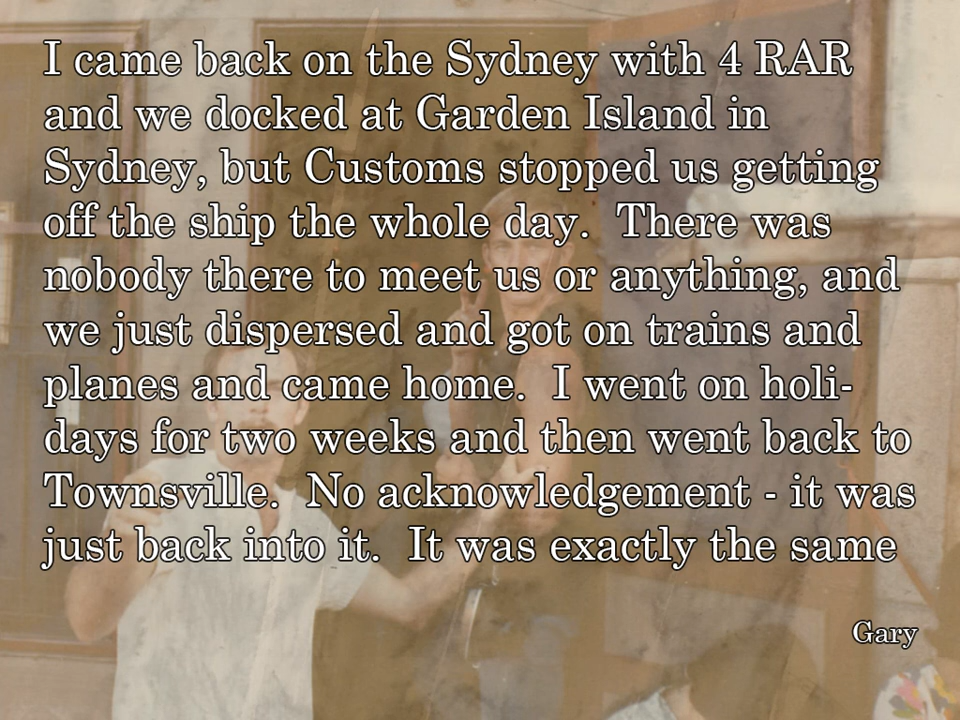 I came back on the Sydney with 4 RAR
and we docked at Garden Island in
Sydney, but Customs stopped us getting
off the ship the whole day.  There was
nobody there to meet us or anything, and
we just dispersed and got on trains and
planes and came home.  I went on holi-
days for two weeks and then went back to
Townsville.  No acknowledgement - it was
just back into it.  It was exactly the same
Gary